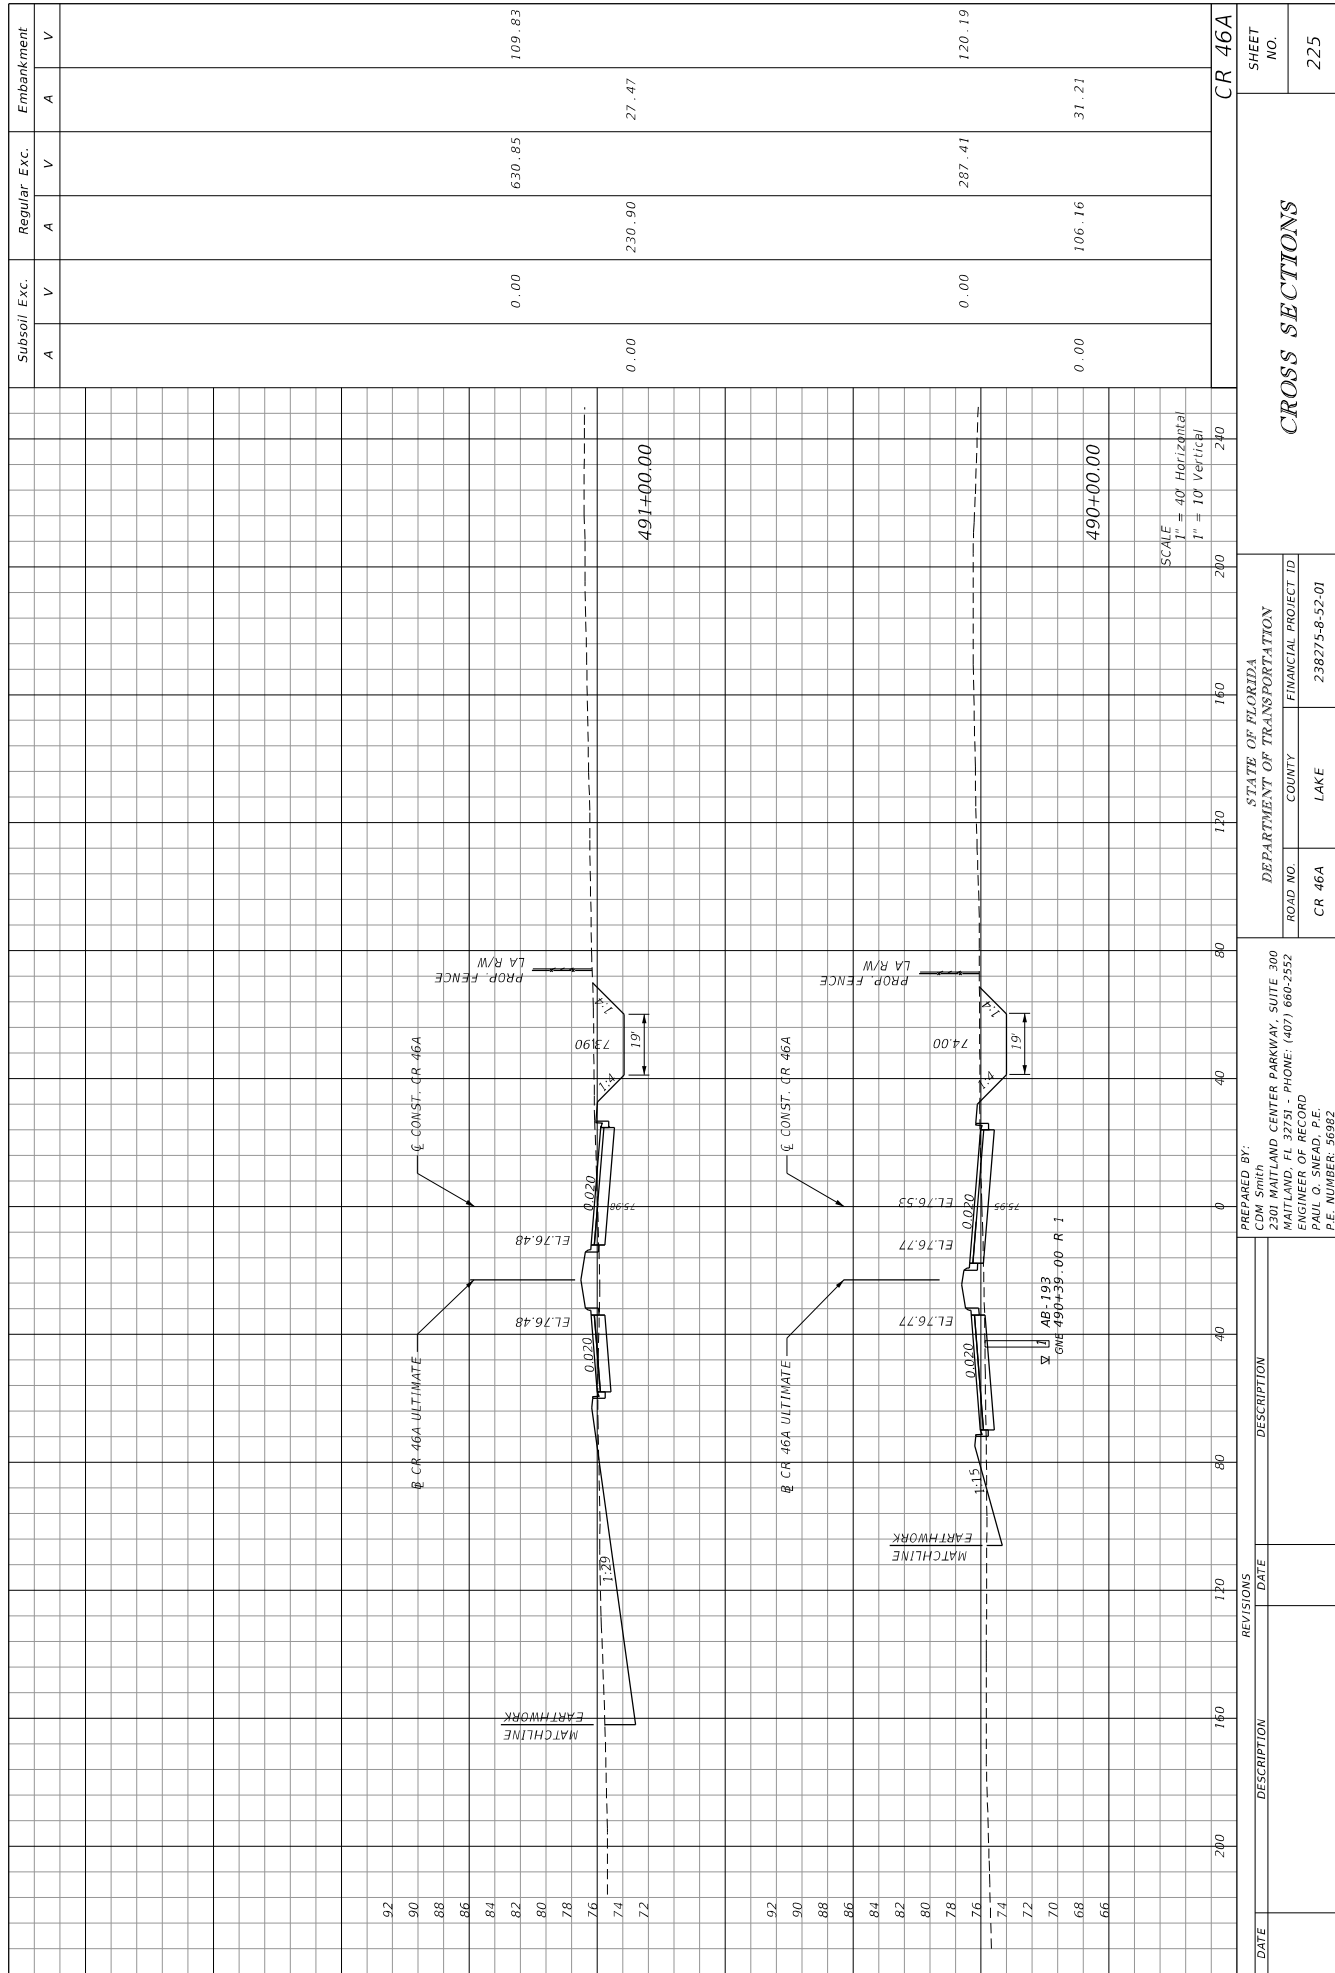 Subsoil Exc. Regular Exc. Embankment
A V A V A V
0.00 630.85 109.83
0.00 230.90 27.47
0.00 287.41 120.19
0.00 106.16 31.21
CR 46A
92
90
88
86
84
82
80
78
76
74
72
℄ CONST. CR 46A
BL CR 46A ULTIMATE
PROP. FENCE
LA R/W
EL.76.48
EL.76.48
0.020
0.020
75.98
73.90
1:4
1:4
19'
1:29
MATCHLINE
EARTHWORK
491+00.00
92
90
88
86
84
82
80
78
76
74
72
70
68
66
℄ CONST. CR 46A
BL CR 46A ULTIMATE
PROP. FENCE
LA R/W
EL.76.53
EL.76.77
EL.76.77
0.020
0.020
75.95
74.00
1:4
1:4
19'
1:15
MATCHLINE
EARTHWORK
AB-193
490+39.00 R 1
GNE
1
490+00.00
SCALE
1" = 40' Horizontal
1" = 10' Vertical
200 160 120 80 40 0 40 80 120 160 200 240
REVISIONS
DATE DESCRIPTION DATE DESCRIPTION
PREPARED BY:
CDM Smith
2301 MAITLAND CENTER PARKWAY, SUITE 300
MAITLAND, FL 32751 - PHONE: (407) 660-2552
ENGINEER OF RECORD
PAUL O. SNEAD, P.E.
P.E. NUMBER: 56982
STATE OF FLORIDA
DEPARTMENT OF TRANSPORTATION
ROAD NO. COUNTY FINANCIAL PROJECT ID
CR 46A LAKE 238275-8-52-01
CROSS SECTIONS
SHEET
NO.
225